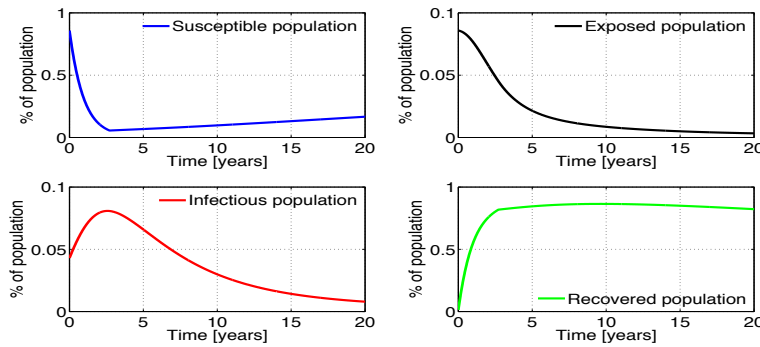 1
Susceptible population
% of population
0.5
0
0
5
10
15
20
Time [years]
0.1
Exposed population
% of population
0.05
0
0
5
10
15
20
Time [years]
0.1
Infectious population
% of population
0.05
0
0
5
10
15
20
Time [years]
1
% of population
0.5
Recovered population
0
0
5
10
15
20
Time [years]